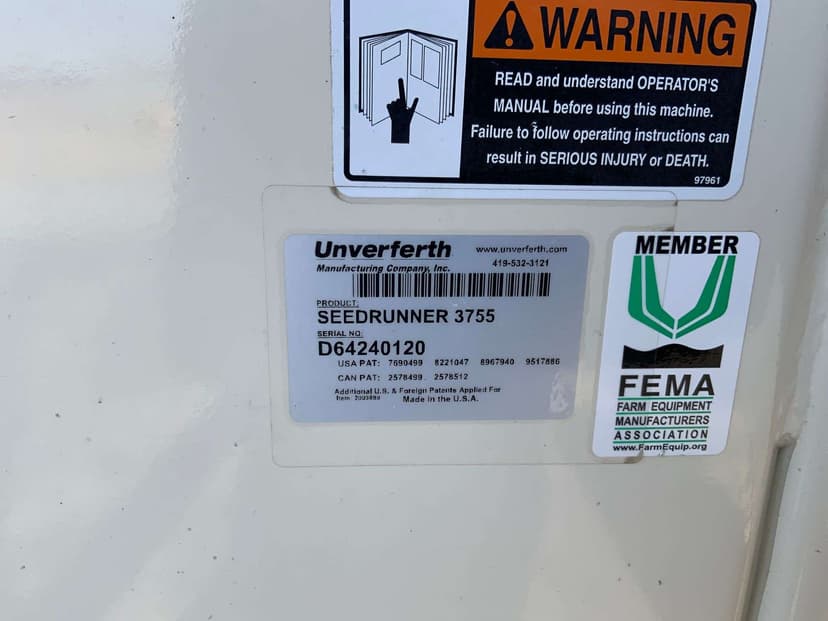 WARNING
READ and understand OPERATOR'S
MANUAL before using this machine.
Failure to follow operating instructions can
result in SERIOUS INJURY or DEATH.
97961
Unverferth www.unverferth.com
Manufacturing Company, Inc. 419-532-3121
PRODUCT:
SEEDRUNNER 3755
SERIAL NO:
D64240120
USA PAT: 7690499 8221047 8967940 9517886
CAN PAT: 2578499 2578512
Additional U.S. & Foreign Patents Applied For
Item: Made in the U.S.A.
MEMBER
FEMA
FARM EQUIPMENT
MANUFACTURERS
ASSOCIATION
www.FarmEquip.org